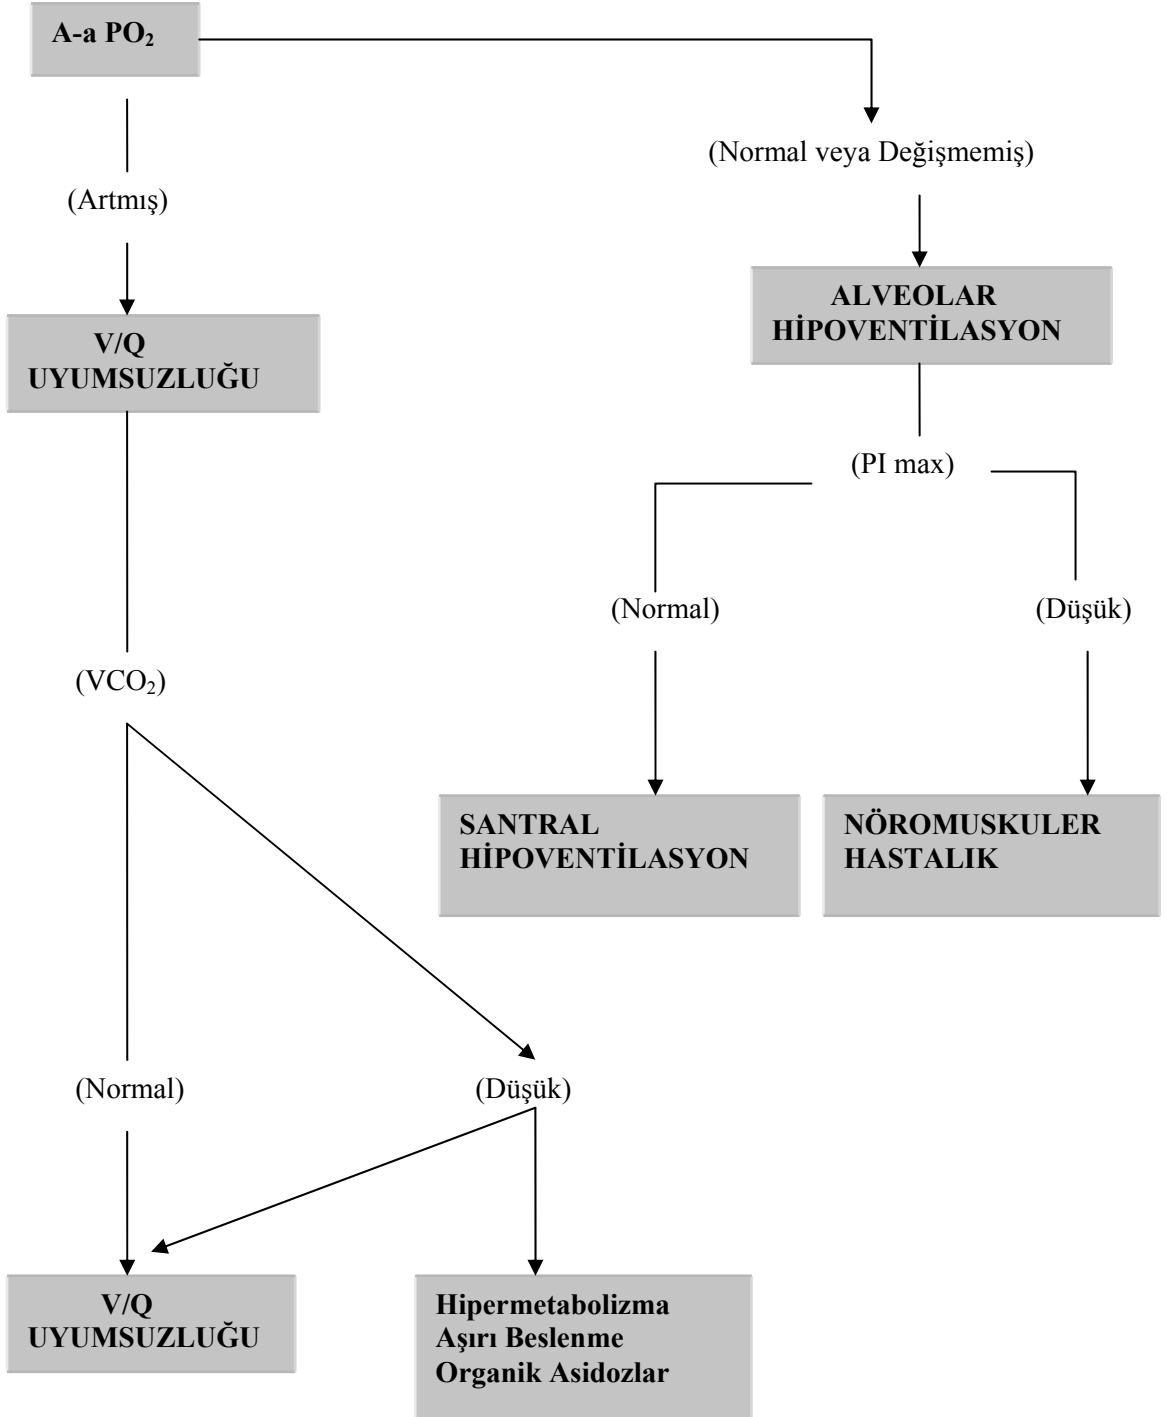 A-a PO₂
(Normal veya Değişmemiş)
(Artmış)
ALVEOLAR
HİPOVENTİLASYON
V/Q
UYUMSUZLUĞU
(PI max)
(Normal)
(Düşük)
(VCO₂)
SANTRAL
HİPOVENTİLASYON
NÖROMUSKULER
HASTALIK
(Normal)
(Düşük)
V/Q
UYUMSUZLUĞU
Hipermetabolizma
Aşırı Beslenme
Organik Asidozlar